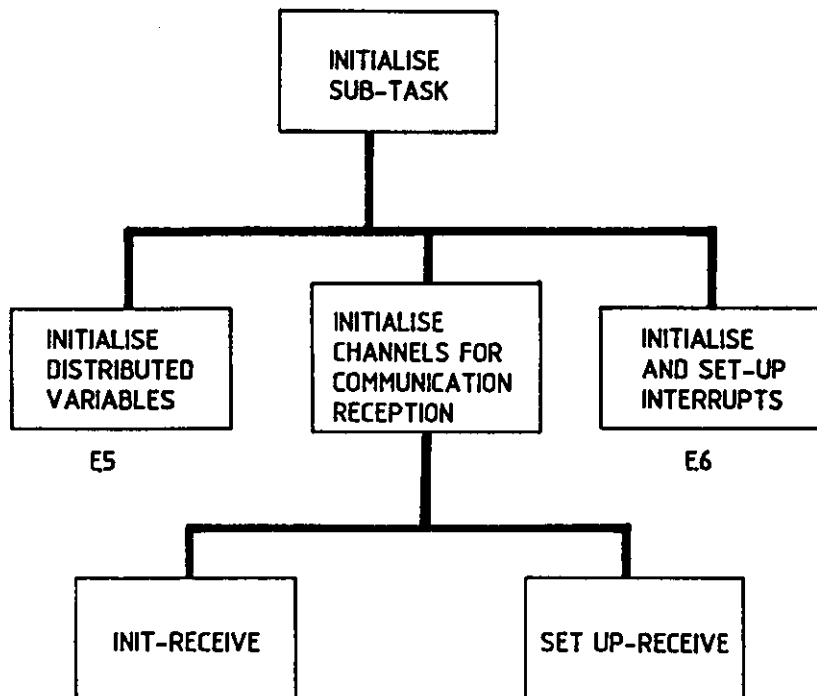 INITIALISE
SUB-TASK
INITIALISE
DISTRIBUTED
VARIABLES
INITIALISE
CHANNELS FOR
COMMUNICATION
RECEPTION
INITIALISE
AND SET-UP
INTERRUPTS
E5
E6
INIT-RECEIVE
SET UP-RECEIVE